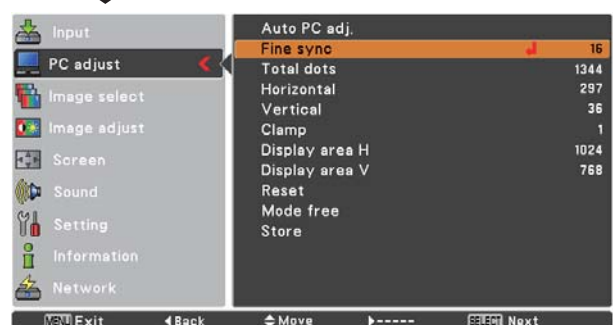 Input
PC adjust
Image select
Image adjust
Screen
Sound
Setting
Information
Network
Auto PC adj.
Fine sync 16
Total dots 1344
Horizontal 297
Vertical 36
Clamp 1
Display area H 1024
Display area V 768
Reset
Mode free
Store
MENU Exit ◀Back Move ▶----- SELECT Next